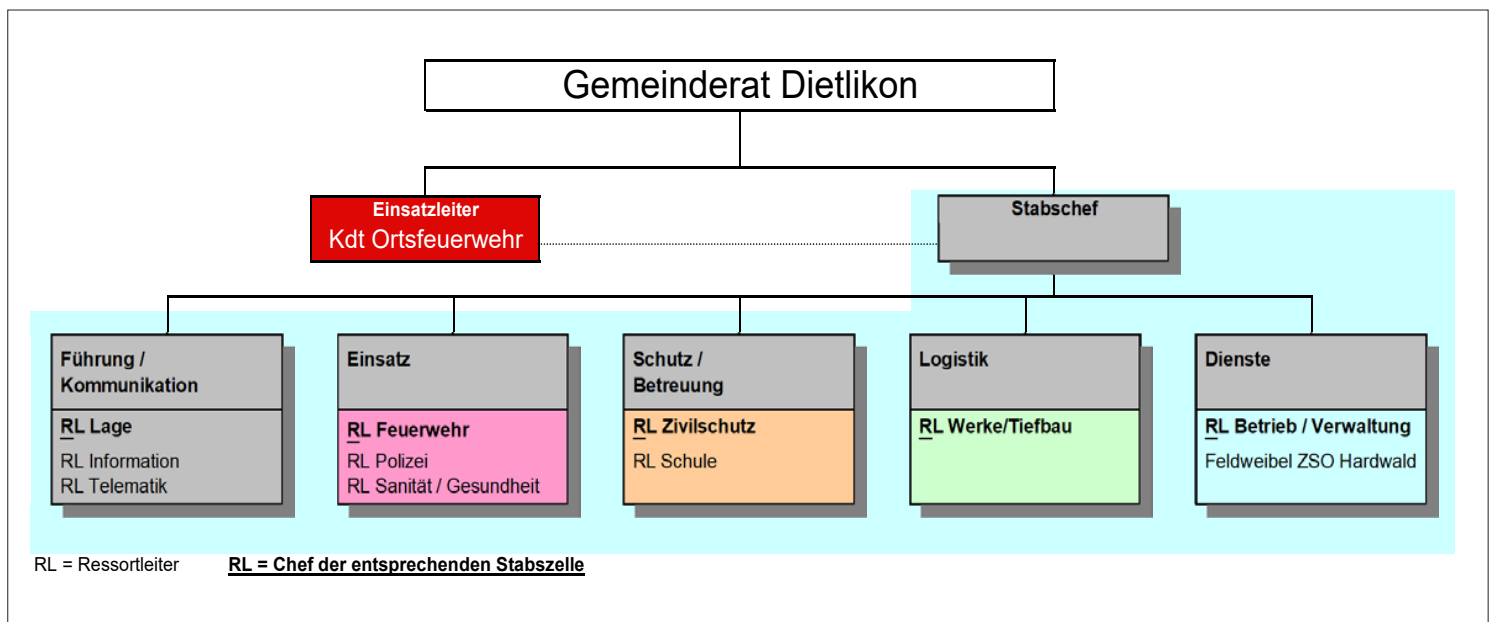 Gemeinderat Dietlikon
Einsatzleiter
Kdt Ortsfeuerwehr
Stabschef
Führung /
Kommunikation
RL Lage
RL Information
RL Telematik
Einsatz
RL Feuerwehr
RL Polizei
RL Sanität / Gesundheit
Schutz /
Betreuung
RL Zivilschutz
RL Schule
Logistik
RL Werke/Tiefbau
Dienste
RL Betrieb / Verwaltung
Feldweibel ZSO Hardwald
RL = Ressortleiter RL = Chef der entsprechenden Stabszelle